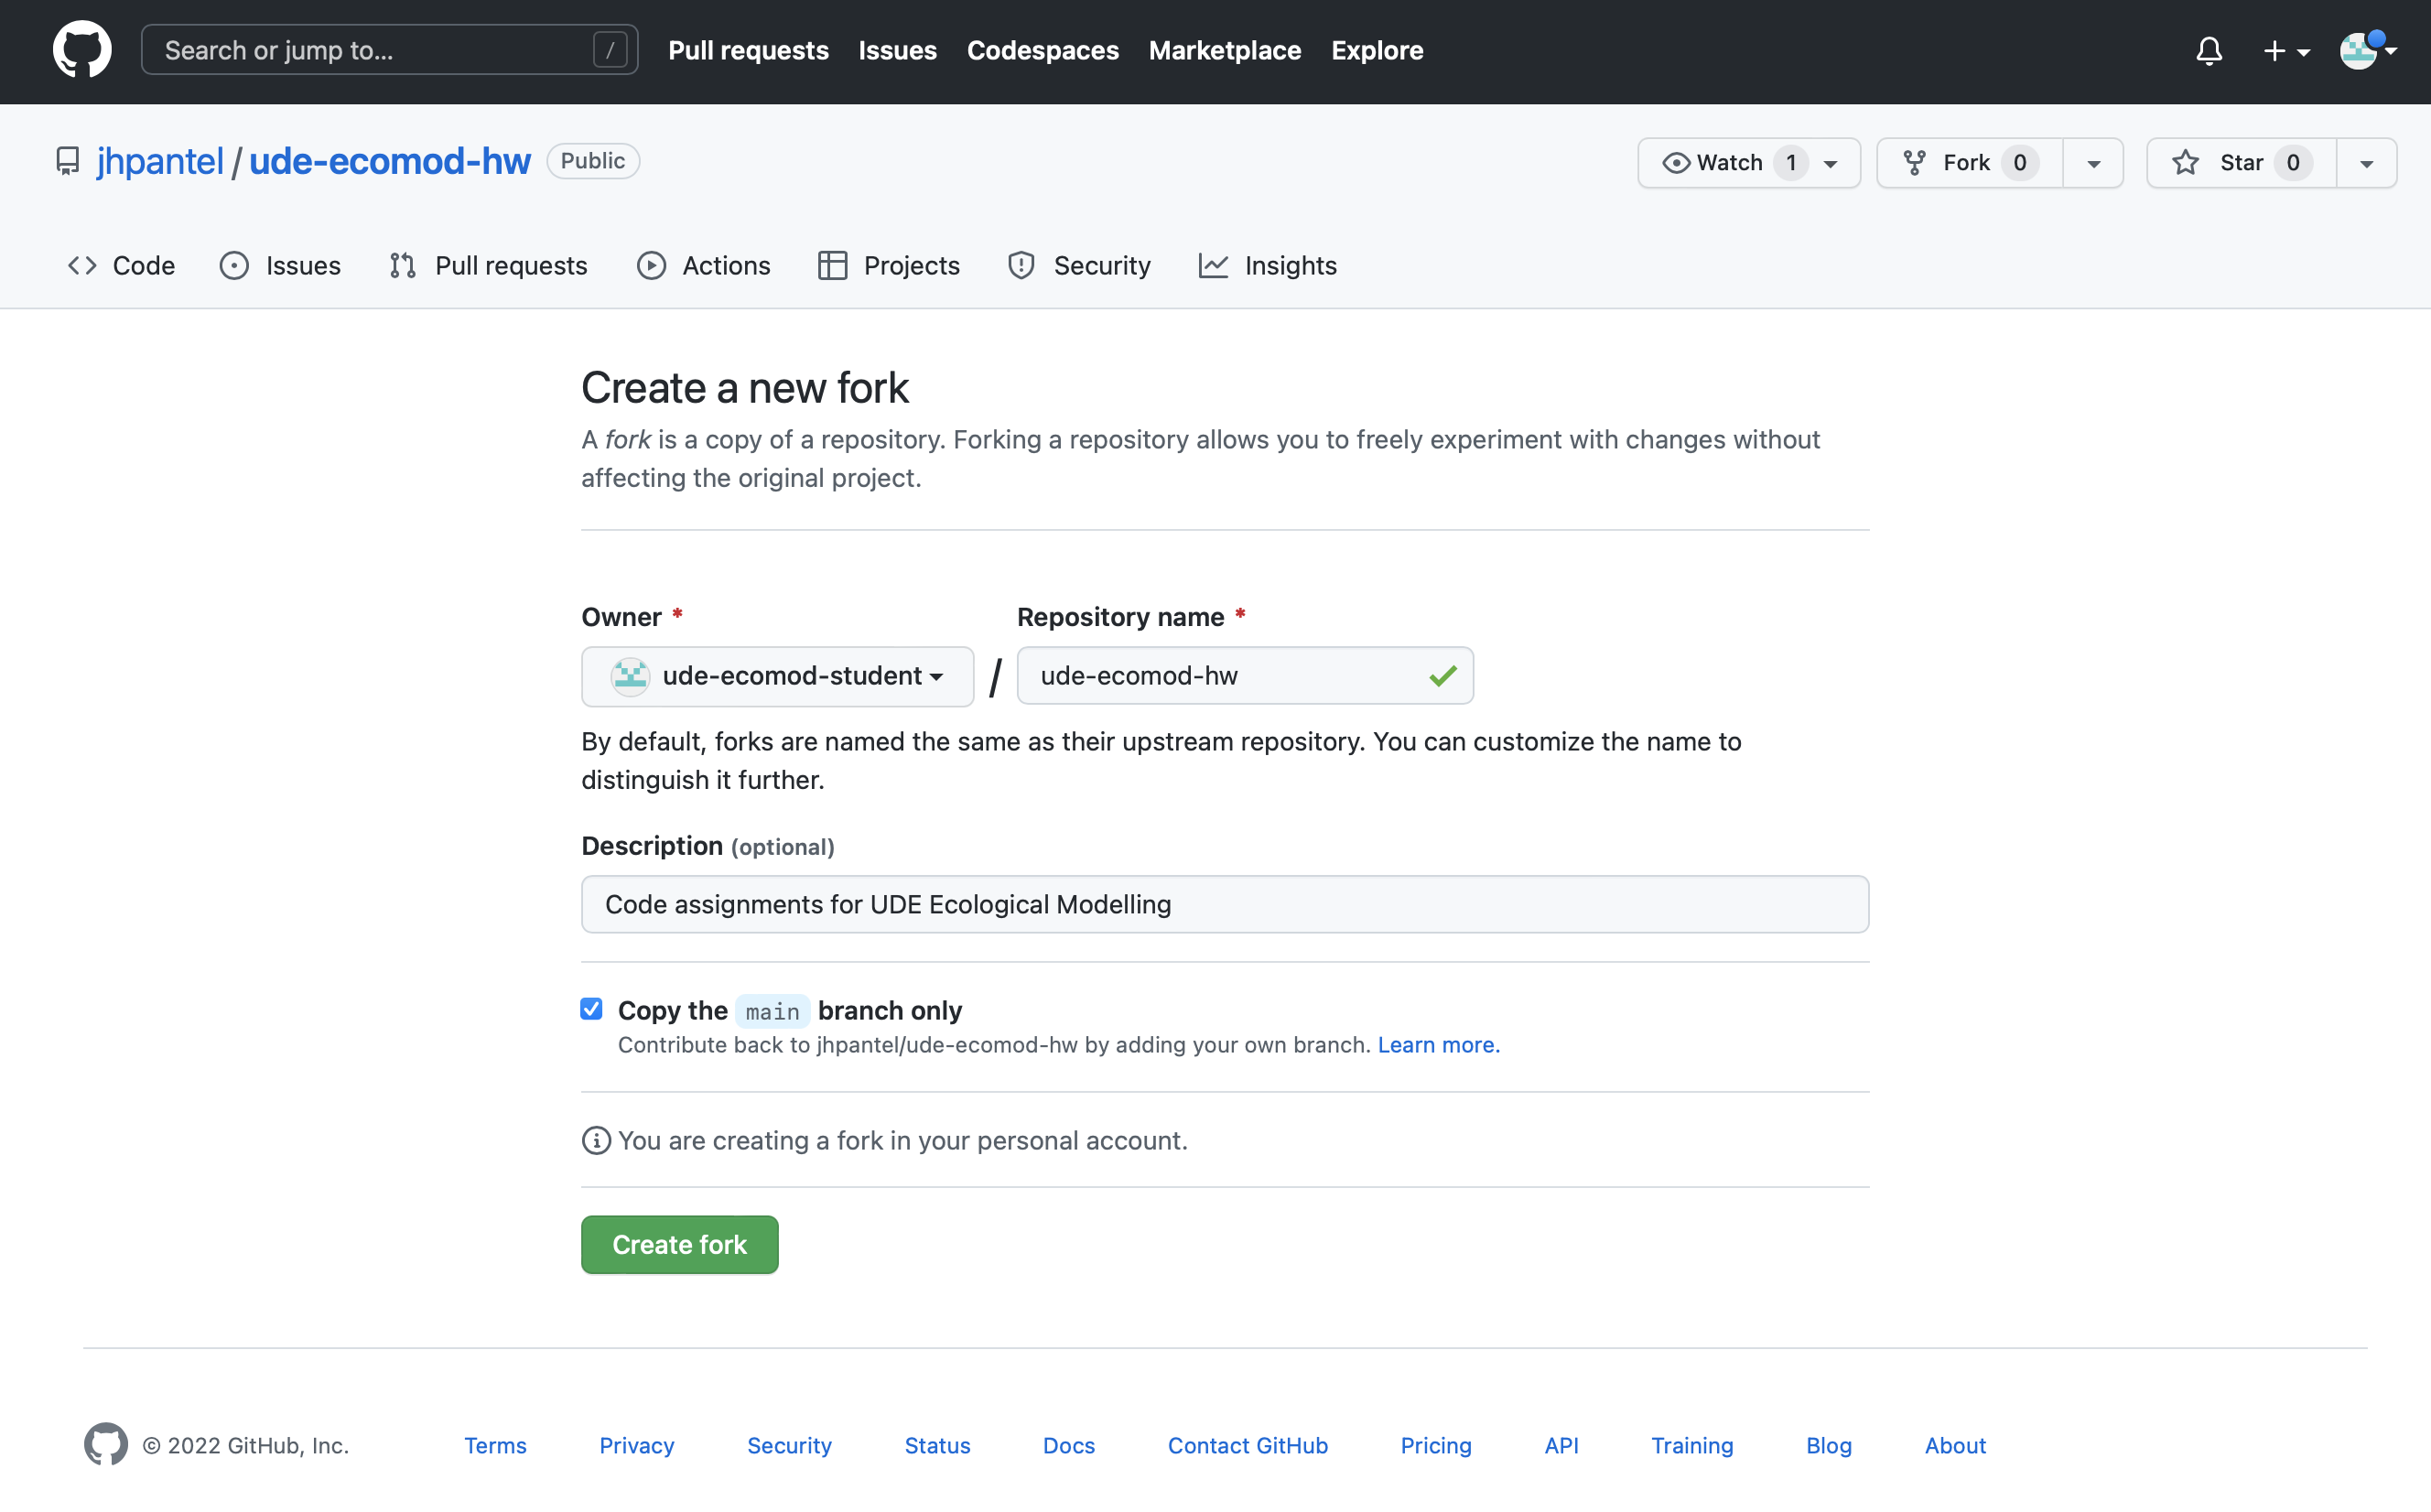 Search or jump to... /
Pull requests Issues Codespaces Marketplace Explore
jhpantel / ude-ecomod-hw Public
Watch 1 Fork 0 Star 0
Code Issues Pull requests Actions Projects Security Insights
Create a new fork
A fork is a copy of a repository. Forking a repository allows you to freely experiment with changes without
affecting the original project.
Owner * Repository name *
ude-ecomod-student / ude-ecomod-hw
By default, forks are named the same as their upstream repository. You can customize the name to
distinguish it further.
Description (optional)
Code assignments for UDE Ecological Modelling
Copy the main branch only
Contribute back to jhpantel/ude-ecomod-hw by adding your own branch. Learn more.
You are creating a fork in your personal account.
Create fork
© 2022 GitHub, Inc. Terms Privacy Security Status Docs Contact GitHub Pricing API Training Blog About